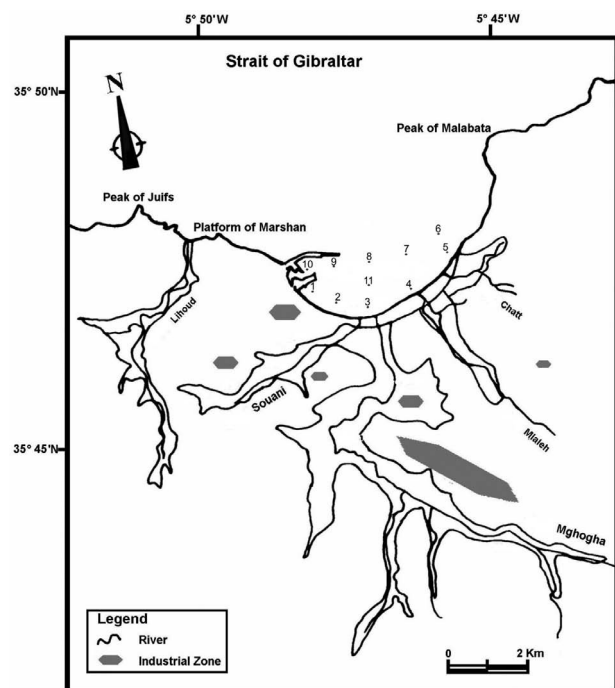 5° 50'W
5° 45'W
Strait of Gibraltar
35° 50'N
N
Peak of Malabata
Peak of Juifs
Platform of Marshan
6
7
5
8
9
10
11
4
1
2
3
Lihoud
Chatt
Souani
Mlaleh
35° 45'N
Mghogha
Legend
River
Industrial Zone
0 2 Km